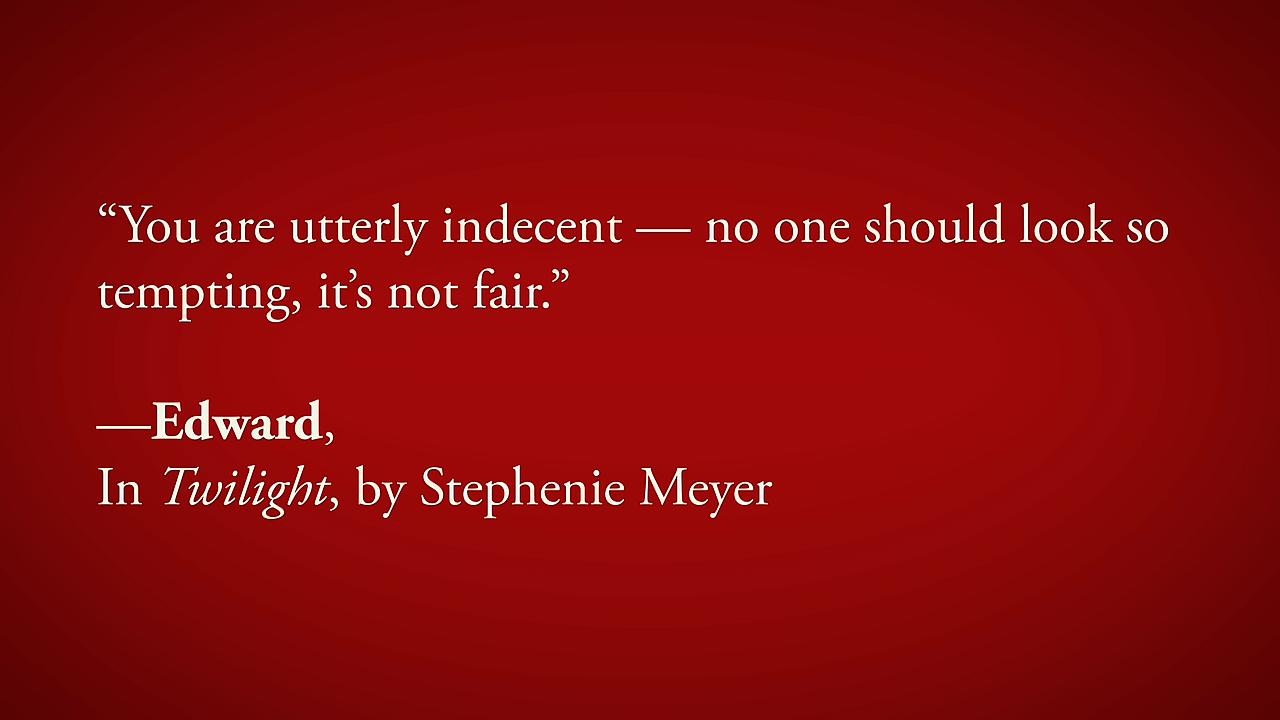 “You are utterly indecent — no one should look so
tempting, it’s not fair.”
—Edward,
In Twilight, by Stephenie Meyer